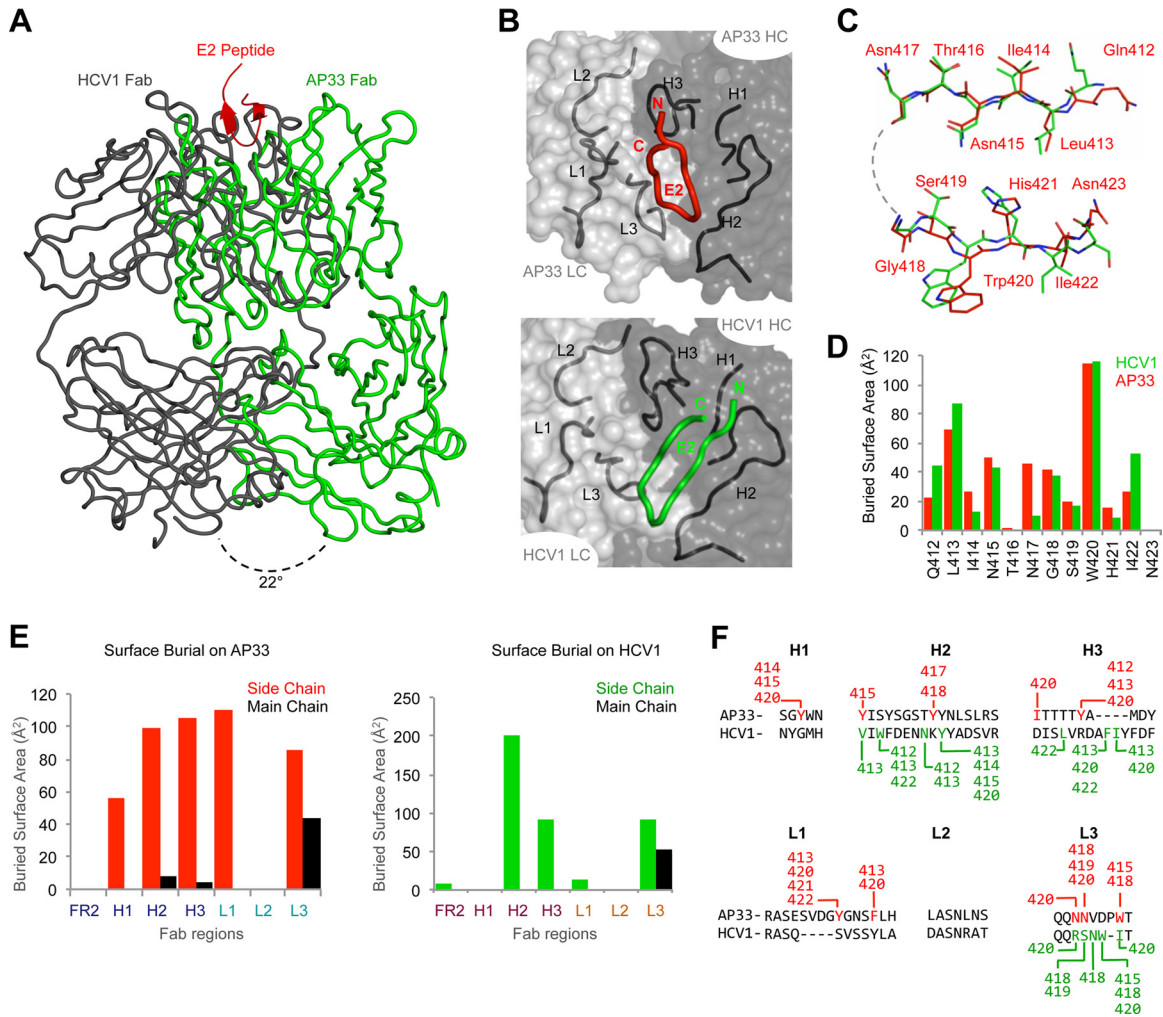 A
E2 Peptide
HCV1 Fab
AP33 Fab
22°
B
AP33 HC
L2
H3
N
H1
C
L1
E2
L3
H2
AP33 LC
HCV1 HC
L2
H3
H1
N
C
L1
E2
L3
H2
HCV1 LC
C
Asn417
Thr416
Ile414
Gln412
Asn415
Leu413
Ser419
His421
Asn423
Gly418
Trp420
Ile422
D
HCV1
AP33
Buried Surface Area (Å²)
120
100
80
60
40
20
0
Q412
L413
I414
N415
T416
N417
G418
S419
W420
H421
I422
N423
E
Surface Burial on AP33
Side Chain
Main Chain
Buried Surface Area (Å²)
120
100
80
60
40
20
0
FR2 H1 H2 H3 L1 L2 L3
Fab regions
Surface Burial on HCV1
Side Chain
Main Chain
Buried Surface Area (Å²)
250
200
150
100
50
0
FR2 H1 H2 H3 L1 L2 L3
Fab regions
F
H1 H2 H3
414
415
420
415
417
418
420
412
413
420
AP33- SGYWN YISYSGSTYYNLSLRS ITTTTYA----MDY
HCV1- NYGMH VIWFDENNKYYADSVR DISLVRDAFIYFDF
413
412
413
422
412
413
413
414
415
420
422
413
420
422
413
420
L1 L2 L3
413
420
421
422
413
420
420
418
419
420
415
418
AP33-RASESVDGYGNSFLH LASNLNS QQNNVDPWT
HCV1-RASQ----SVSSYLA DASNRAT QQRSNW-IT
420
418
419
418
415
418
420
420